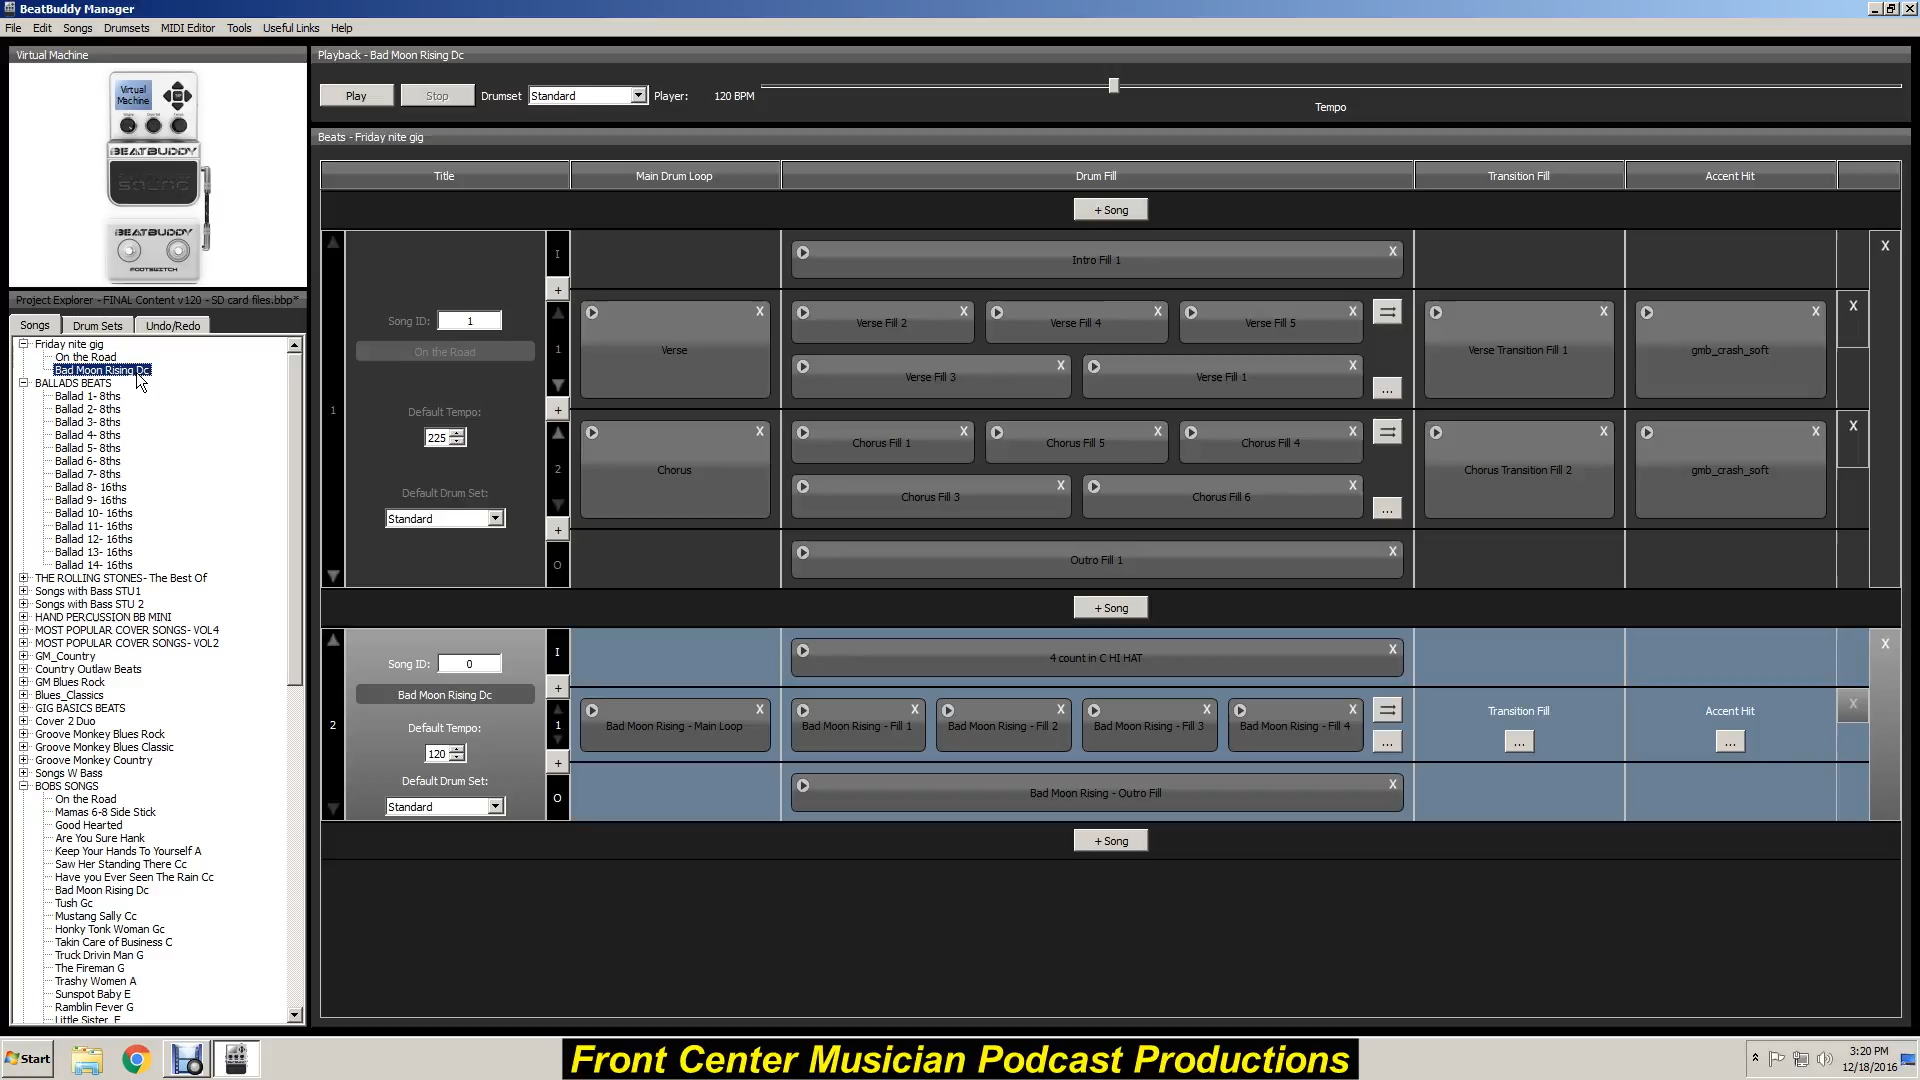 BeatBuddy Manager
File Edit Songs Drumsets MIDI Editor Tools Useful Links Help
Virtual Machine
Virtual
Machine
BEATBUDDY
BEATBUDDY
FOOTSWITCH
Playback - Bad Moon Rising Dc
Play Stop Drumset Standard Player: 120 BPM
Tempo
Beats - Friday nite gig
Title Main Drum Loop Drum Fill Transition Fill Accent Hit
+ Song
1
Song ID: 1
On the Road
Default Tempo:
225
Default Drum Set:
Standard
I
+
1
+
2
+
O
Intro Fill 1 X
X
Verse X
Verse Fill 2 X Verse Fill 4 X Verse Fill 5 X
Verse Fill 3 X Verse Fill 1 X
...
Verse Transition Fill 1 X
gmb_crash_soft X
X
Chorus X
Chorus Fill 1 X Chorus Fill 5 X Chorus Fill 4 X
Chorus Fill 3 X Chorus Fill 6 X
...
Chorus Transition Fill 2 X
gmb_crash_soft X
X
Outro Fill 1 X
+ Song
2
Song ID: 0
Bad Moon Rising Dc
Default Tempo:
120
Default Drum Set:
Standard
I
+
1
+
O
4 count in C HI HAT X
X
Bad Moon Rising - Main Loop X
Bad Moon Rising - Fill 1 X Bad Moon Rising - Fill 2 X Bad Moon Rising - Fill 3 X Bad Moon Rising - Fill 4 X
...
Transition Fill
...
Accent Hit
...
X
Bad Moon Rising - Outro Fill X
+ Song
Project Explorer - FINAL Content v120 - SD card files.bbp*
Songs Drum Sets Undo/Redo
Friday nite gig
On the Road
Bad Moon Rising Dc
BALLADS BEATS
Ballad 1- 8ths
Ballad 2- 8ths
Ballad 3- 8ths
Ballad 4- 8ths
Ballad 5- 8ths
Ballad 6- 8ths
Ballad 7- 8ths
Ballad 8- 16ths
Ballad 9- 16ths
Ballad 10- 16ths
Ballad 11- 16ths
Ballad 12- 16ths
Ballad 13- 16ths
Ballad 14- 16ths
THE ROLLING STONES- The Best Of
Songs with Bass STU1
Songs with Bass STU 2
HAND PERCUSSION BB MINI
MOST POPULAR COVER SONGS- VOL4
MOST POPULAR COVER SONGS- VOL2
GM_Country
Country Outlaw Beats
GM Blues Rock
Blues_Classics
GIG BASICS BEATS
Cover 2 Duo
Groove Monkey Blues Rock
Groove Monkey Blues Classic
Groove Monkey Country
Songs W Bass
BOBS SONGS
On the Road
Mamas 6-8 Side Stick
Good Hearted
Are You Sure Hank
Keep Your Hands To Yourself A
Saw Her Standing There Cc
Have you Ever Seen The Rain Cc
Bad Moon Rising Dc
Tush Gc
Mustang Sally Cc
Honky Tonk Woman Gc
Takin Care of Business C
Truck Drivin Man G
The Fireman G
Trashy Women A
Sunspot Baby E
Ramblin Fever G
Little Sister E
Start
Front Center Musician Podcast Productions
3:20 PM
12/18/2016